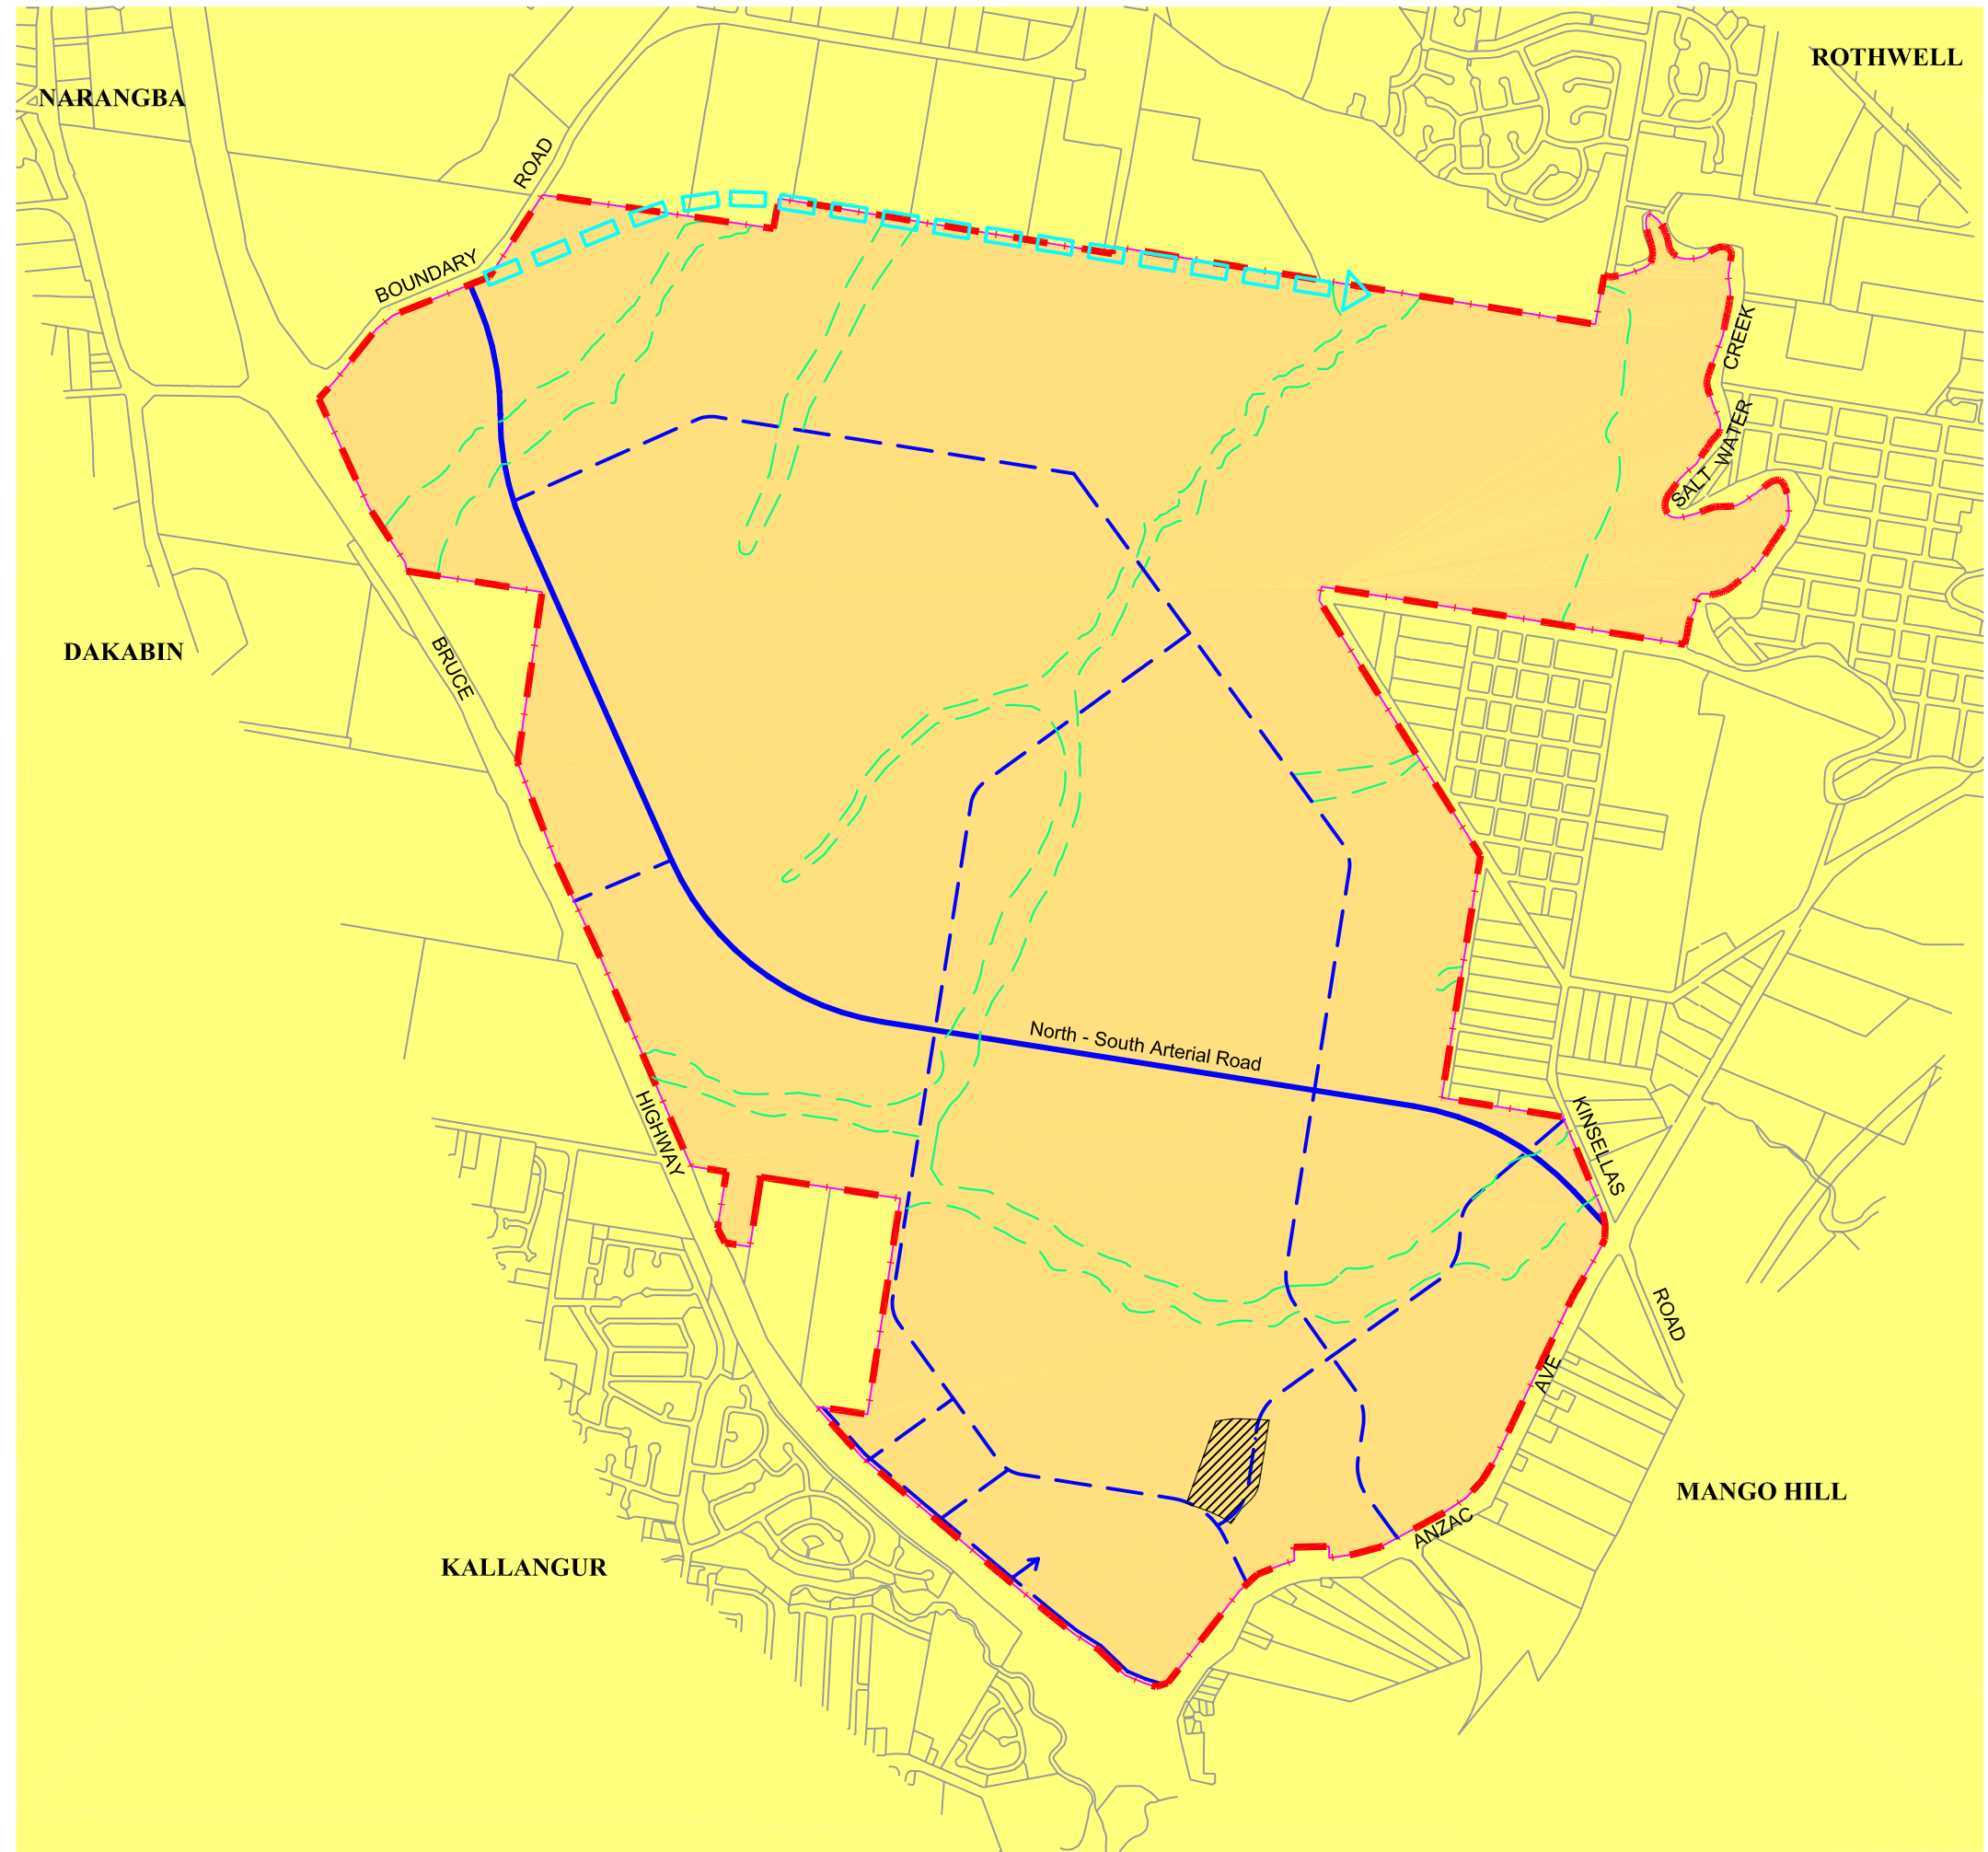 ROTHWELL
NARANGBA
ROAD
BOUNDARY
CREEK
WATER
SALT
DAKABIN
BRUCE
North - South Arterial Road
HIGHWAY
KINSELLAS
ROAD
AVE
MANGO HILL
ANZAC
KALLANGUR